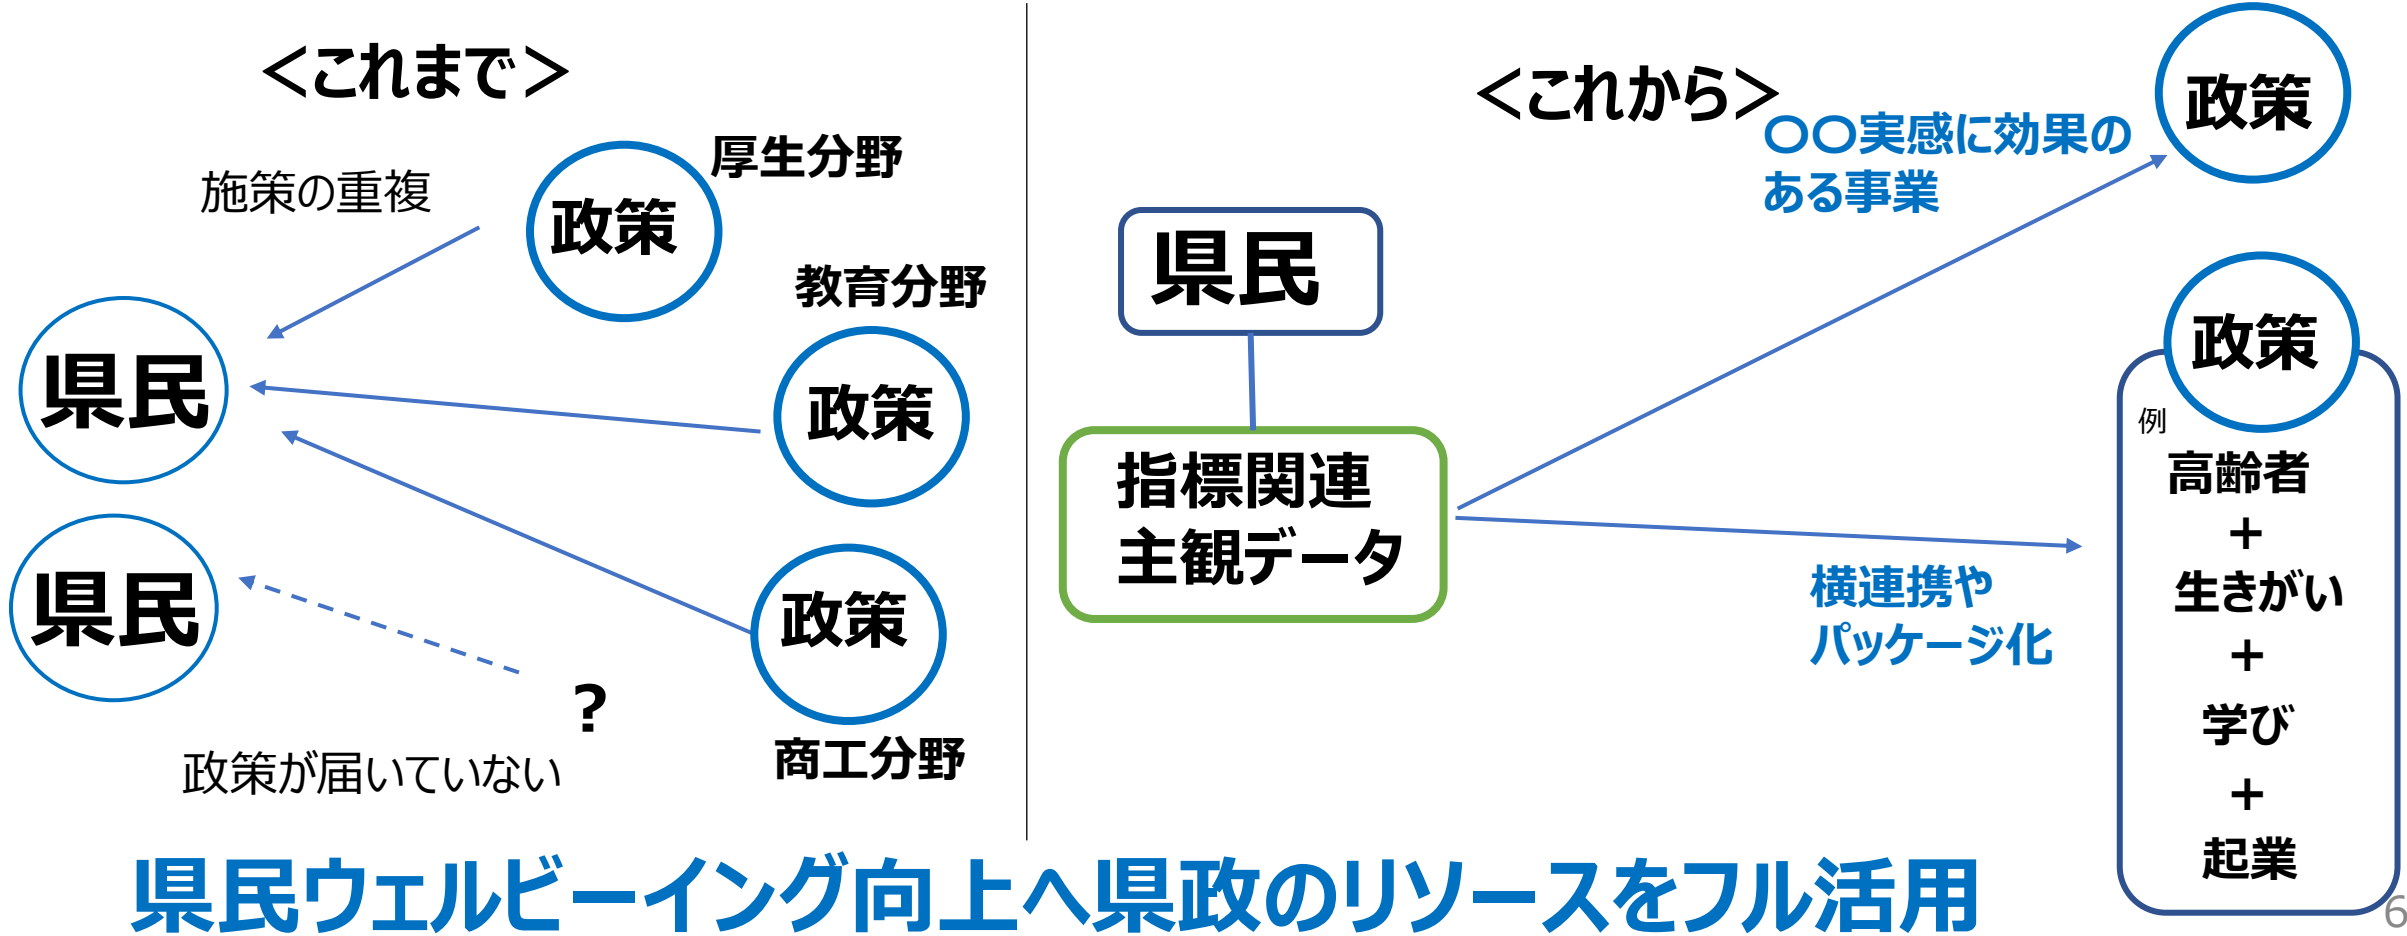 ＜これまで＞
施策の重複
厚生分野
政策
教育分野
政策
県民
県民
政策
？
商工分野
政策が届いていない
＜これから＞
〇〇実感に効果の
ある事業
政策
県民
指標関連
主観データ
横連携や
パッケージ化
政策
例
高齢者
＋
生きがい
＋
学び
＋
起業
県民ウェルビーイング向上へ県政のリソースをフル活用
6